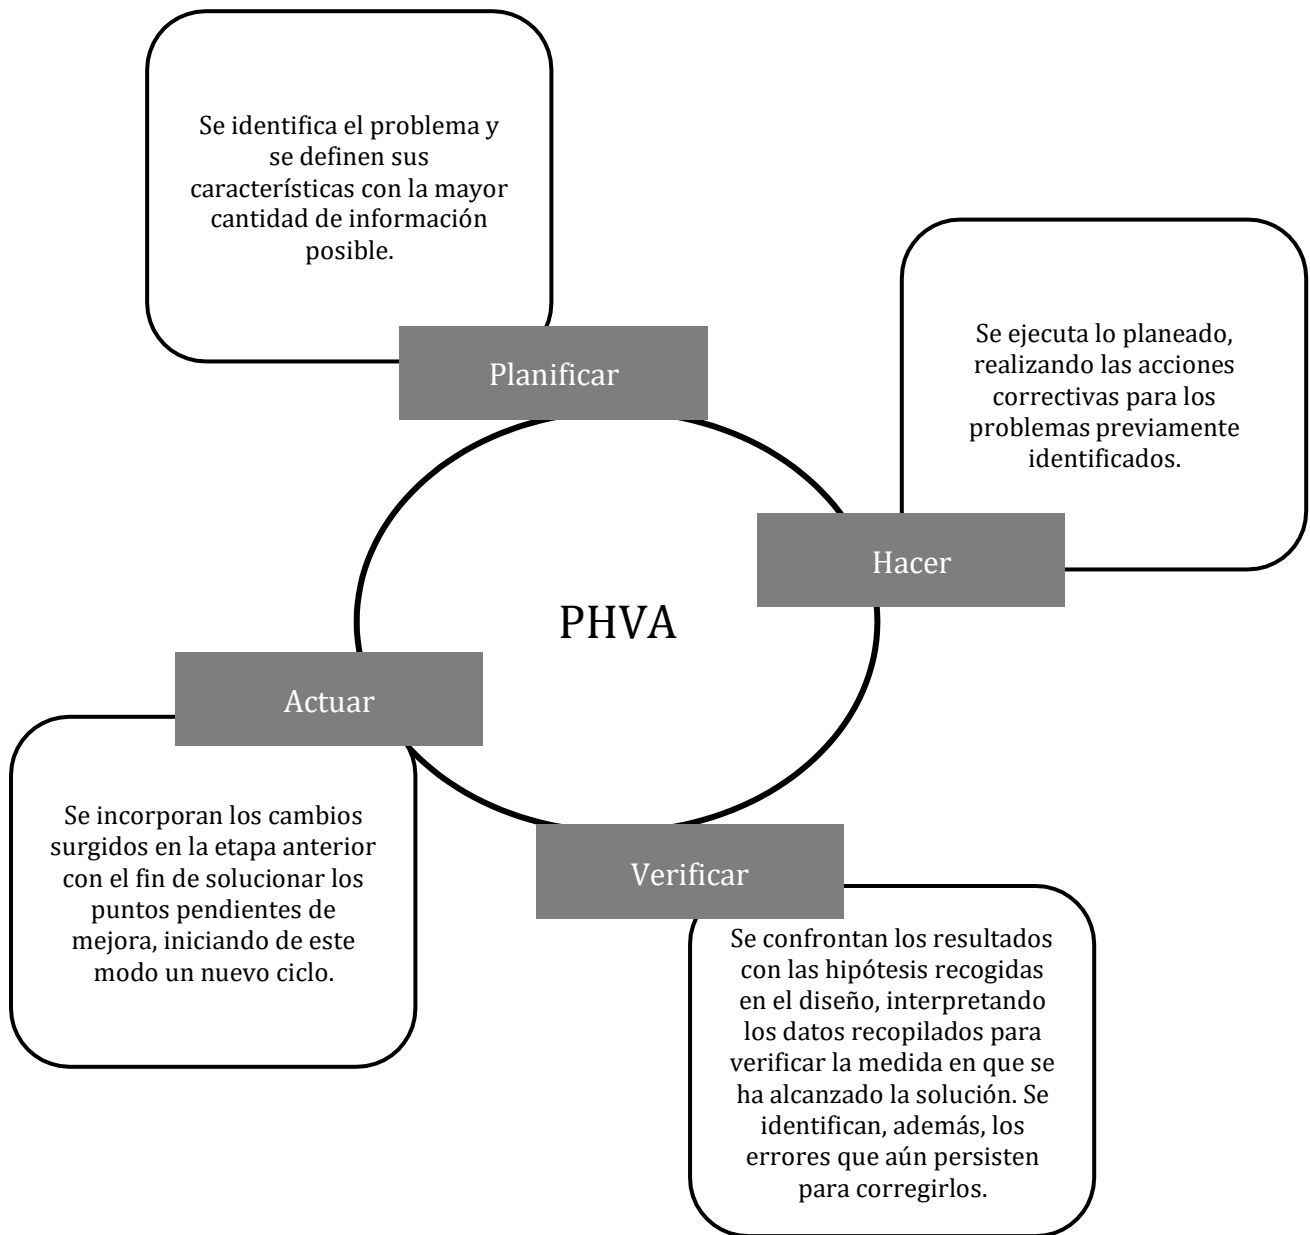 Se identifica el problema y
se definen sus
características con la mayor
cantidad de información
posible.
Planificar
Se ejecuta lo planeado,
realizando las acciones
correctivas para los
problemas previamente
identificados.
Hacer
PHVA
Actuar
Se incorporan los cambios
surgidos en la etapa anterior
con el fin de solucionar los
puntos pendientes de
mejora, iniciando de este
modo un nuevo ciclo.
Verificar
Se confrontan los resultados
con las hipótesis recogidas
en el diseño, interpretando
los datos recopilados para
verificar la medida en que se
ha alcanzado la solución. Se
identifican, además, los
errores que aún persisten
para corregirlos.